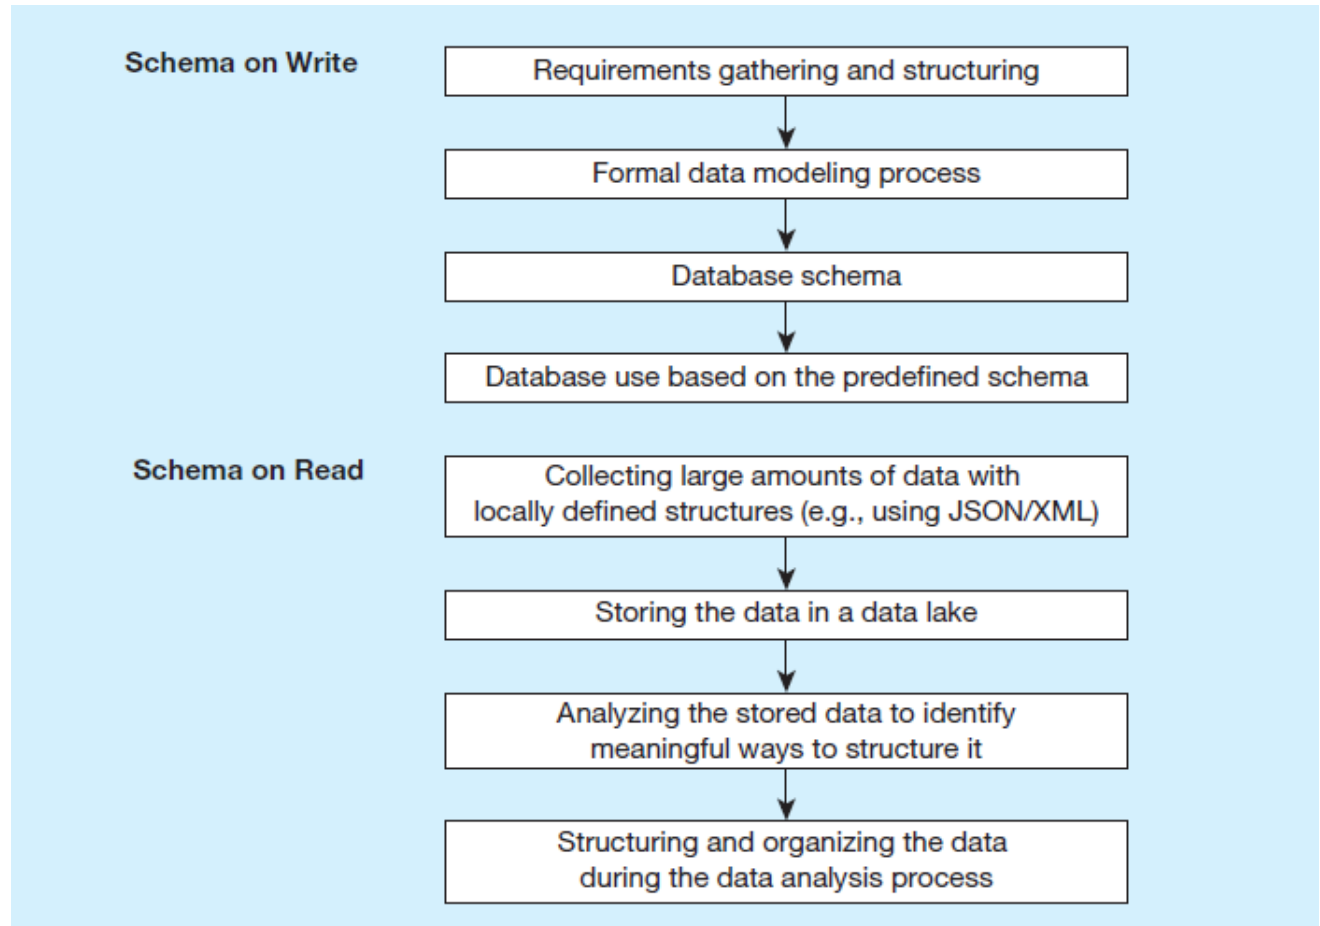 Schema on Write
Requirements gathering and structuring
Formal data modeling process
Database schema
Database use based on the predefined schema
Schema on Read
Collecting large amounts of data with
locally defined structures (e.g., using JSON/XML)
Storing the data in a data lake
Analyzing the stored data to identify
meaningful ways to structure it
Structuring and organizing the data
during the data analysis process